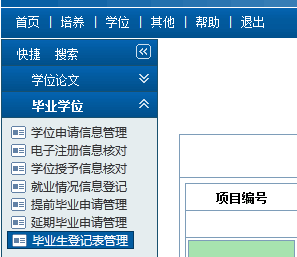 首页 | 培养 | 学位 | 其他 | 帮助 | 退出
快捷 搜索
学位论文
毕业学位
学位申请信息管理
电子注册信息核对
学位授予信息核对
就业情况信息登记
提前毕业申请管理
延期毕业申请管理
毕业生登记表管理
项目编号